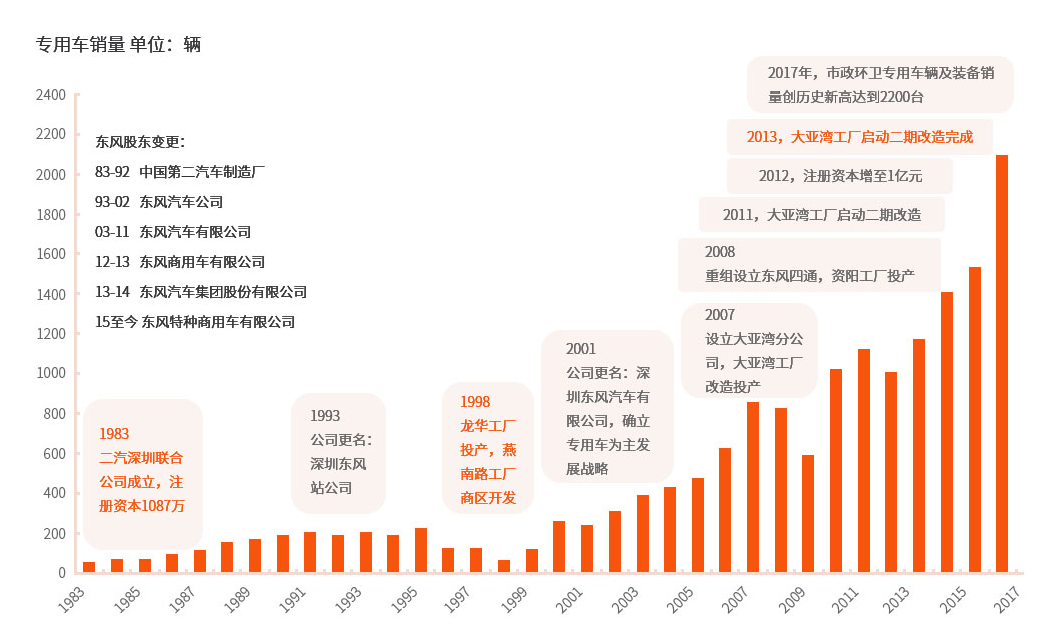 专用车销量 单位：辆
2400
2200
2000
1800
1600
1400
1200
1000
800
600
400
200
0
东风股东变更：
83-92 中国第二汽车制造厂
93-02 东风汽车公司
03-11 东风汽车有限公司
12-13 东风商用车有限公司
13-14 东风汽车集团股份有限公司
15至今 东风特种商用车有限公司
1983
二汽深圳联合
公司成立，注
册资本1087万
1993
公司更名：
深圳东风
站公司
1998
龙华工厂
投产，燕
南路工厂
商区开发
2001
公司更名：深
圳东风汽车有
限公司，确立
专用车为主发
展战略
2007
设立大亚湾分公
司，大亚湾工厂
改造投产
2008
重组设立东风四通，资阳工厂投产
2011，大亚湾工厂启动二期改造
2012，注册资本增至1亿元
2013，大亚湾工厂启动二期改造完成
2017年，市政环卫专用车辆及装备销
量创历史新高达到2200台
1983
1985
1987
1989
1991
1993
1995
1997
1999
2001
2003
2005
2007
2009
2011
2013
2015
2017